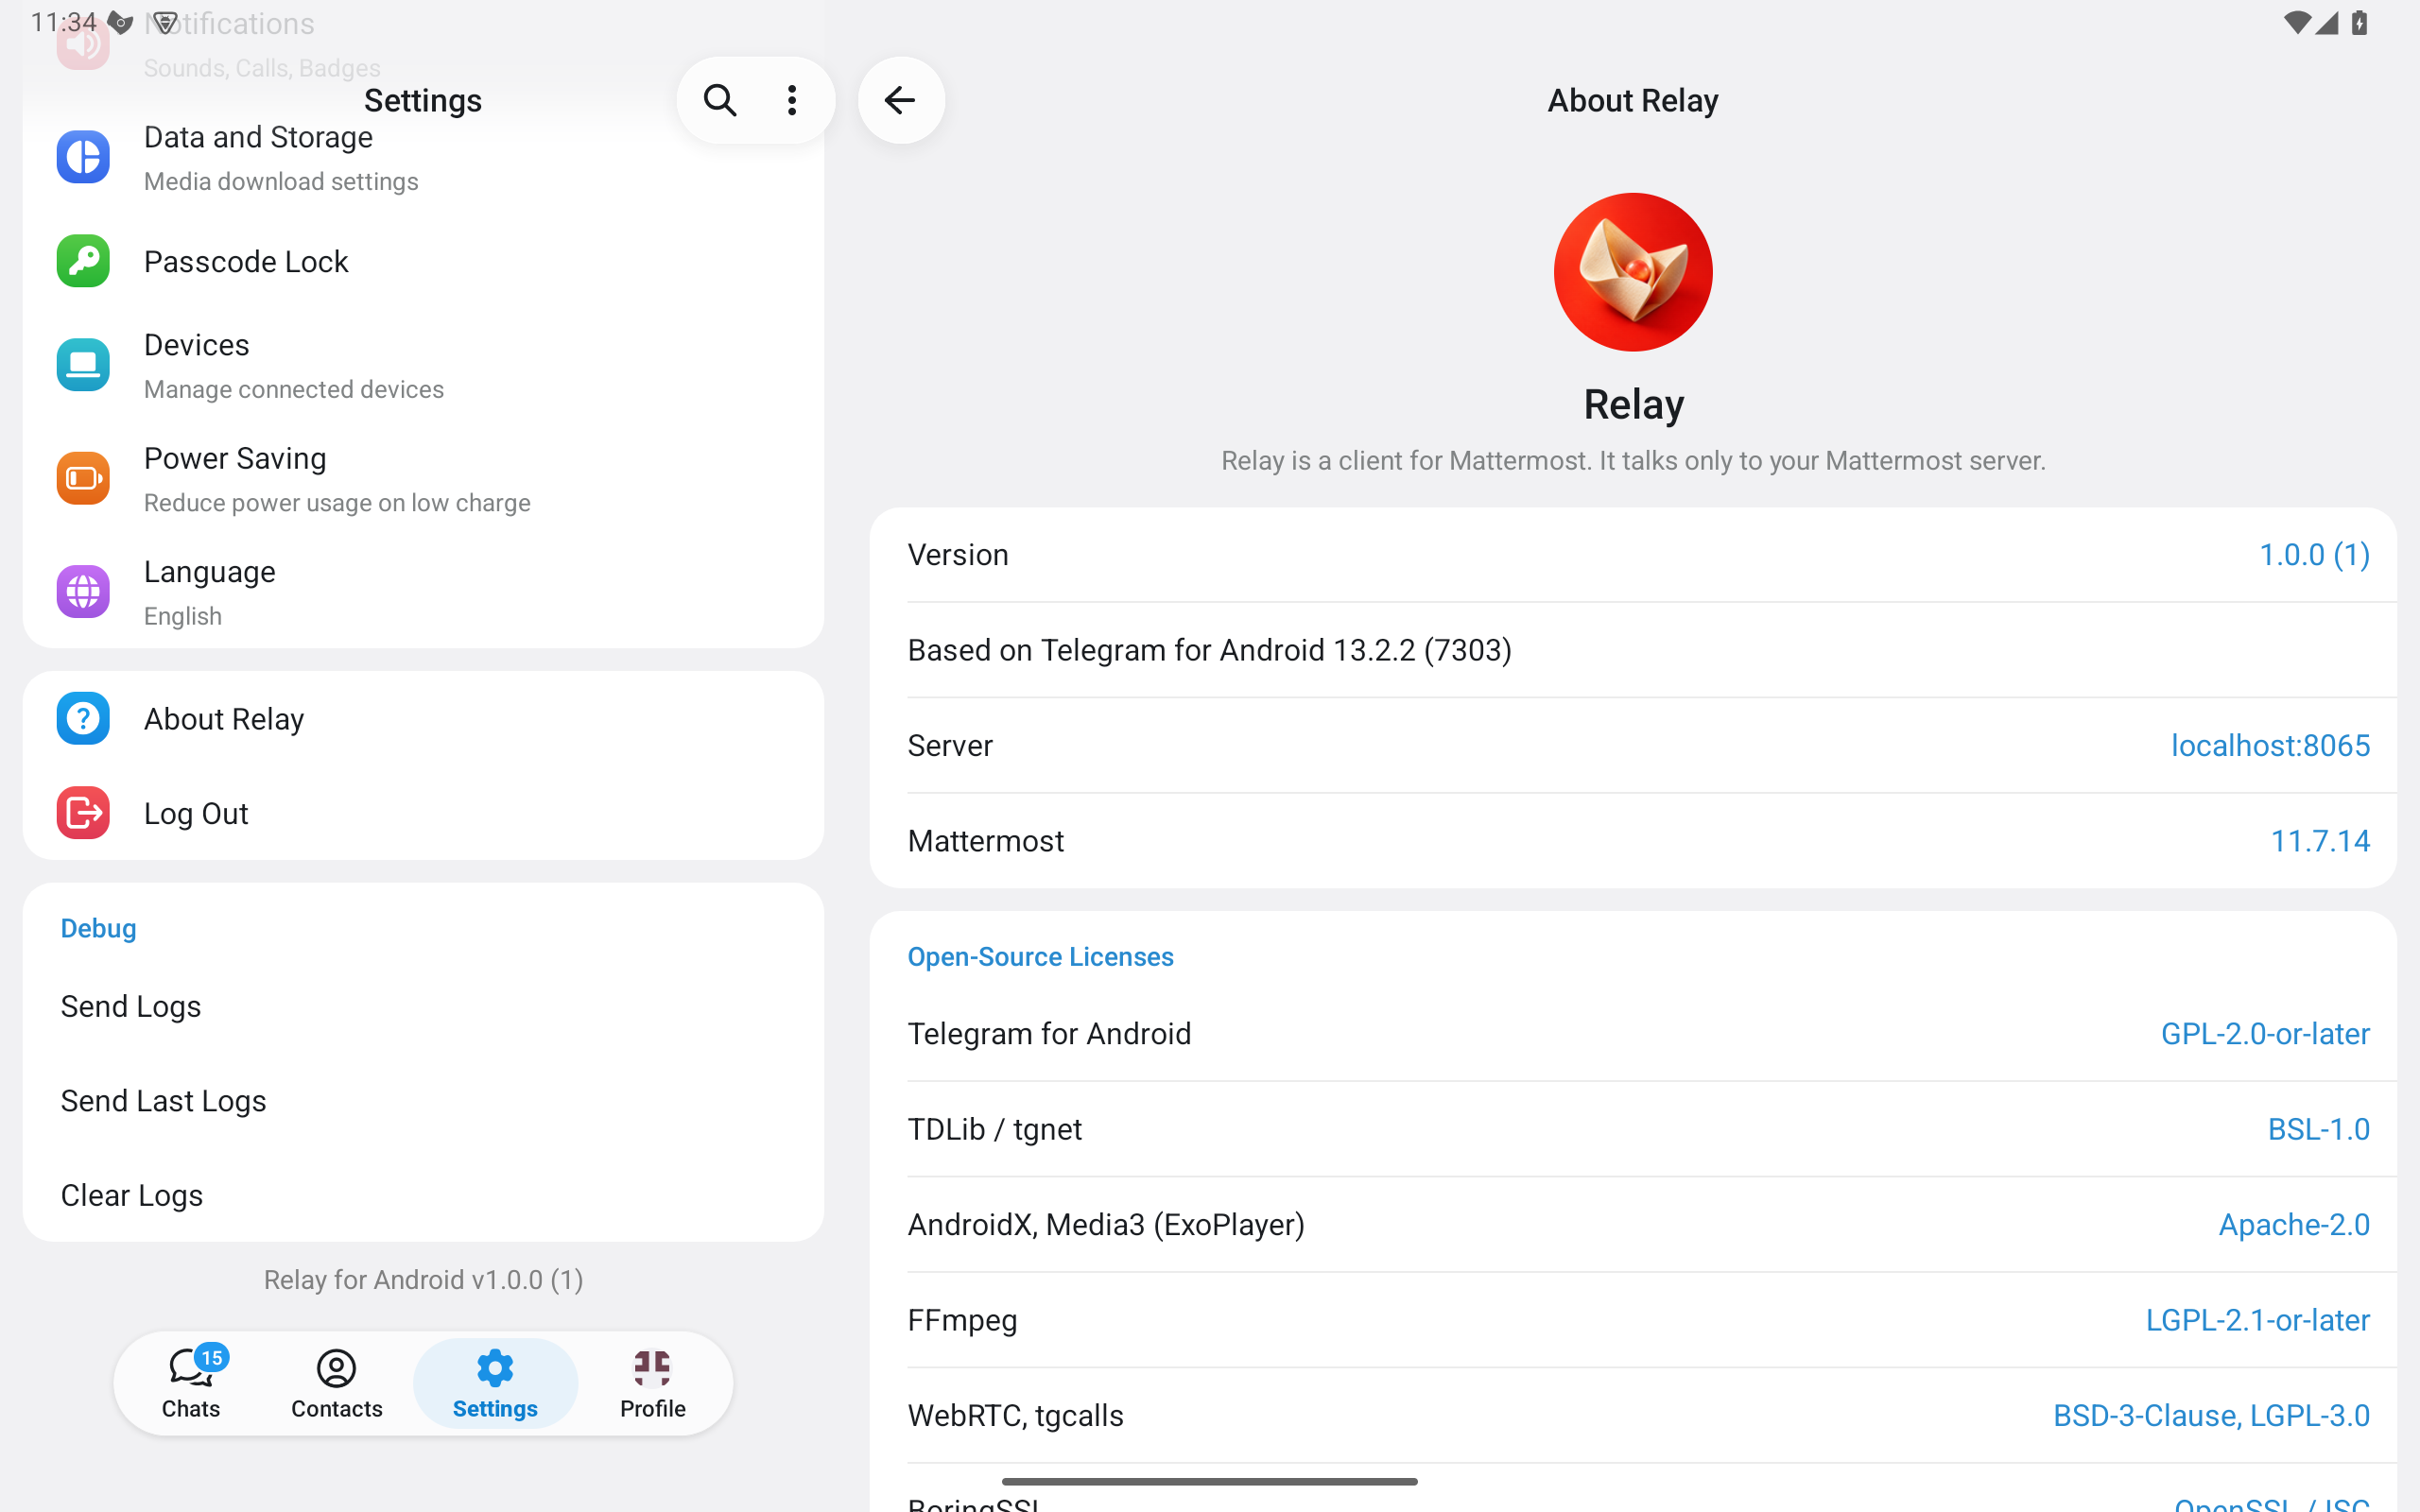 11:34
Notifications
Sounds, Calls, Badges
Settings
Data and Storage
Media download settings
Passcode Lock
Devices
Manage connected devices
Power Saving
Reduce power usage on low charge
Language
English
About Relay
Log Out
Debug
Send Logs
Send Last Logs
Clear Logs
Relay for Android v1.0.0 (1)
15
Chats
Contacts
Settings
Profile
About Relay
Relay
Relay is a client for Mattermost. It talks only to your Mattermost server.
Version 1.0.0 (1)
Based on Telegram for Android 13.2.2 (7303)
Server localhost:8065
Mattermost 11.7.14
Open-Source Licenses
Telegram for Android GPL-2.0-or-later
TDLib / tgnet BSL-1.0
AndroidX, Media3 (ExoPlayer) Apache-2.0
FFmpeg LGPL-2.1-or-later
WebRTC, tgcalls BSD-3-Clause, LGPL-3.0
BoringSSL OpenSSL / ISC